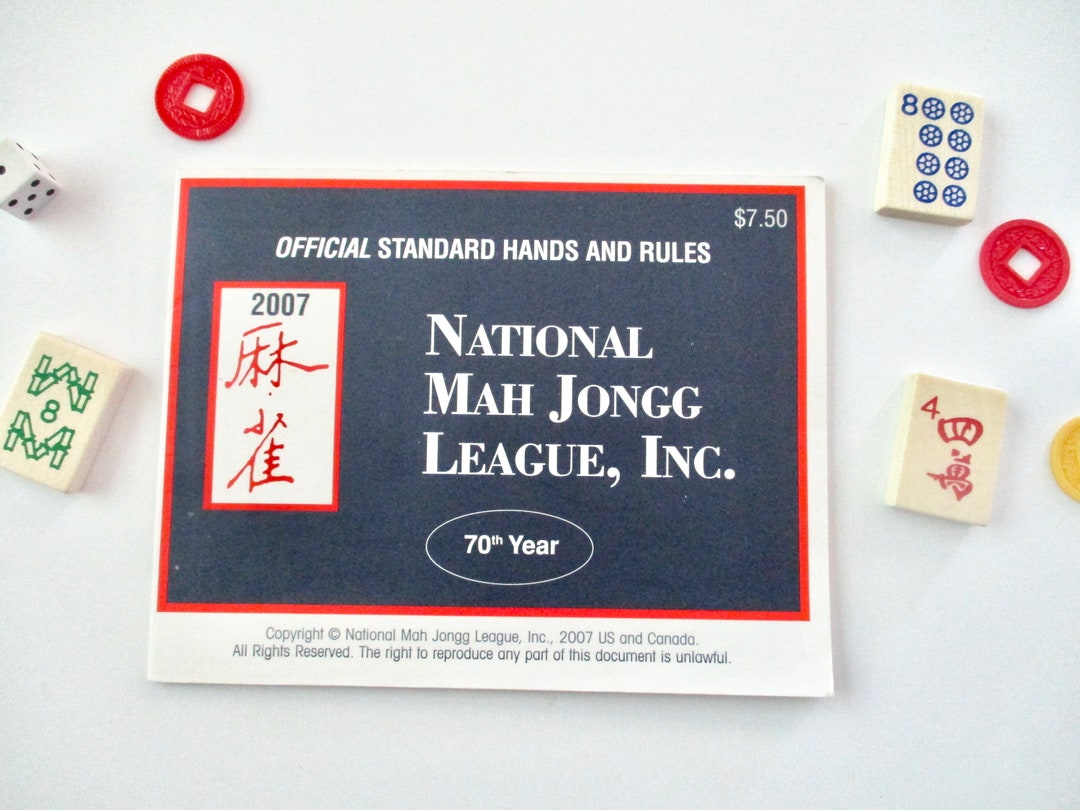 $7.50
OFFICIAL STANDARD HANDS AND RULES
2007
麻
雀
NATIONAL
MAH JONGG
LEAGUE, INC.
70th Year
Copyright © National Mah Jongg League, Inc., 2007 US and Canada.
All Rights Reserved. The right to reproduce any part of this document is unlawful.
8
8
4
四
萬